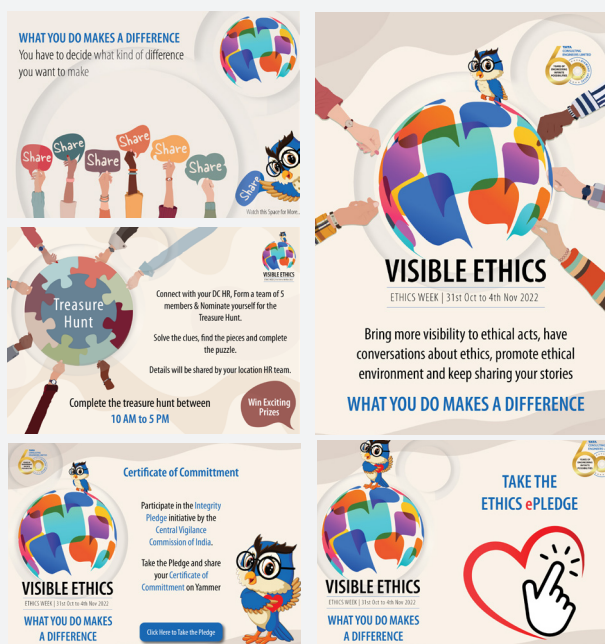 WHAT YOU DO MAKES A DIFFERENCE
You have to decide what kind of difference
you want to make
Share
Share
Share
Share
Share
Share
Share
Watch this Space for More...
Treasure
Hunt
VISIBLE ETHICS
Connect with your DC HR, Form a team of 5
members & Nominate yourself for the
Treasure Hunt.
Solve the clues, find the pieces and complete
the puzzle.
Details will be shared by your location HR team.
Complete the treasure hunt between
10 AM to 5 PM
Win Exciting
Prizes
Certificate of Committment
Participate in the Integrity
Pledge initiative by the
Central Vigilance
Commission of India.
Take the Pledge and share
your Certificate of
Committment on Yammer
Click Here to Take the Pledge
VISIBLE ETHICS
ETHICS WEEK | 31st Oct to 4th Nov 2022
WHAT YOU DO MAKES
A DIFFERENCE
TATA
CONSULTING
ENGINEERS LIMITED
60
VISIBLE ETHICS
ETHICS WEEK | 31st Oct to 4th Nov 2022
Bring more visibility to ethical acts, have
conversations about ethics, promote ethical
environment and keep sharing your stories
WHAT YOU DO MAKES A DIFFERENCE
TAKE THE
ETHICS ePLEDGE
VISIBLE ETHICS
ETHICS WEEK | 31st Oct to 4th Nov 2022
WHAT YOU DO MAKES
A DIFFERENCE